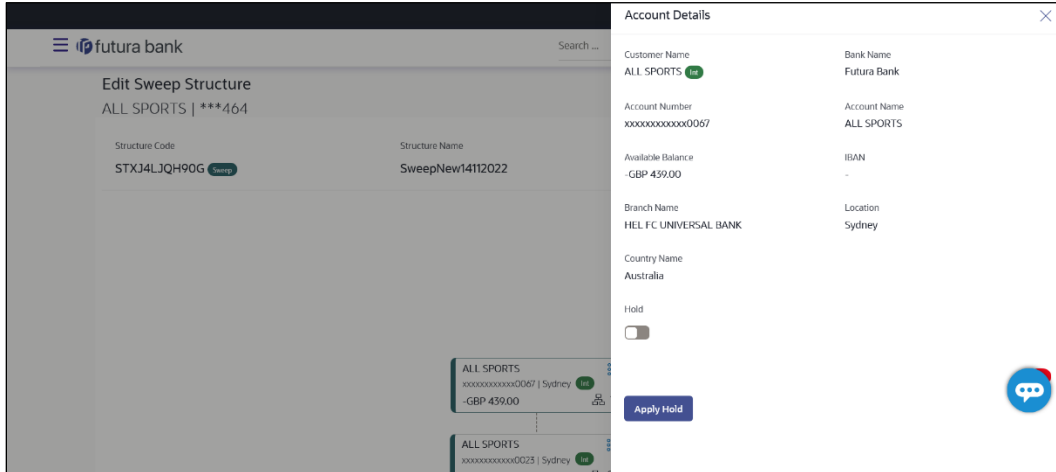 futura bank
Search ...
Edit Sweep Structure
ALL SPORTS | ***464
Structure Code
Structure Name
STXJ4LJQH90G Sweep
SweepNew14112022
ALL SPORTS
xxxxxxxxxxxx0067 | Sydney Int
-GBP 439.00
ALL SPORTS
xxxxxxxxxxxx0023 | Sydney Int
Account Details
Customer Name
Bank Name
ALL SPORTS Int
Futura Bank
Account Number
Account Name
xxxxxxxxxxxx0067
ALL SPORTS
Available Balance
IBAN
-GBP 439.00
-
Branch Name
Location
HEL FC UNIVERSAL BANK
Sydney
Country Name
Australia
Hold
Apply Hold